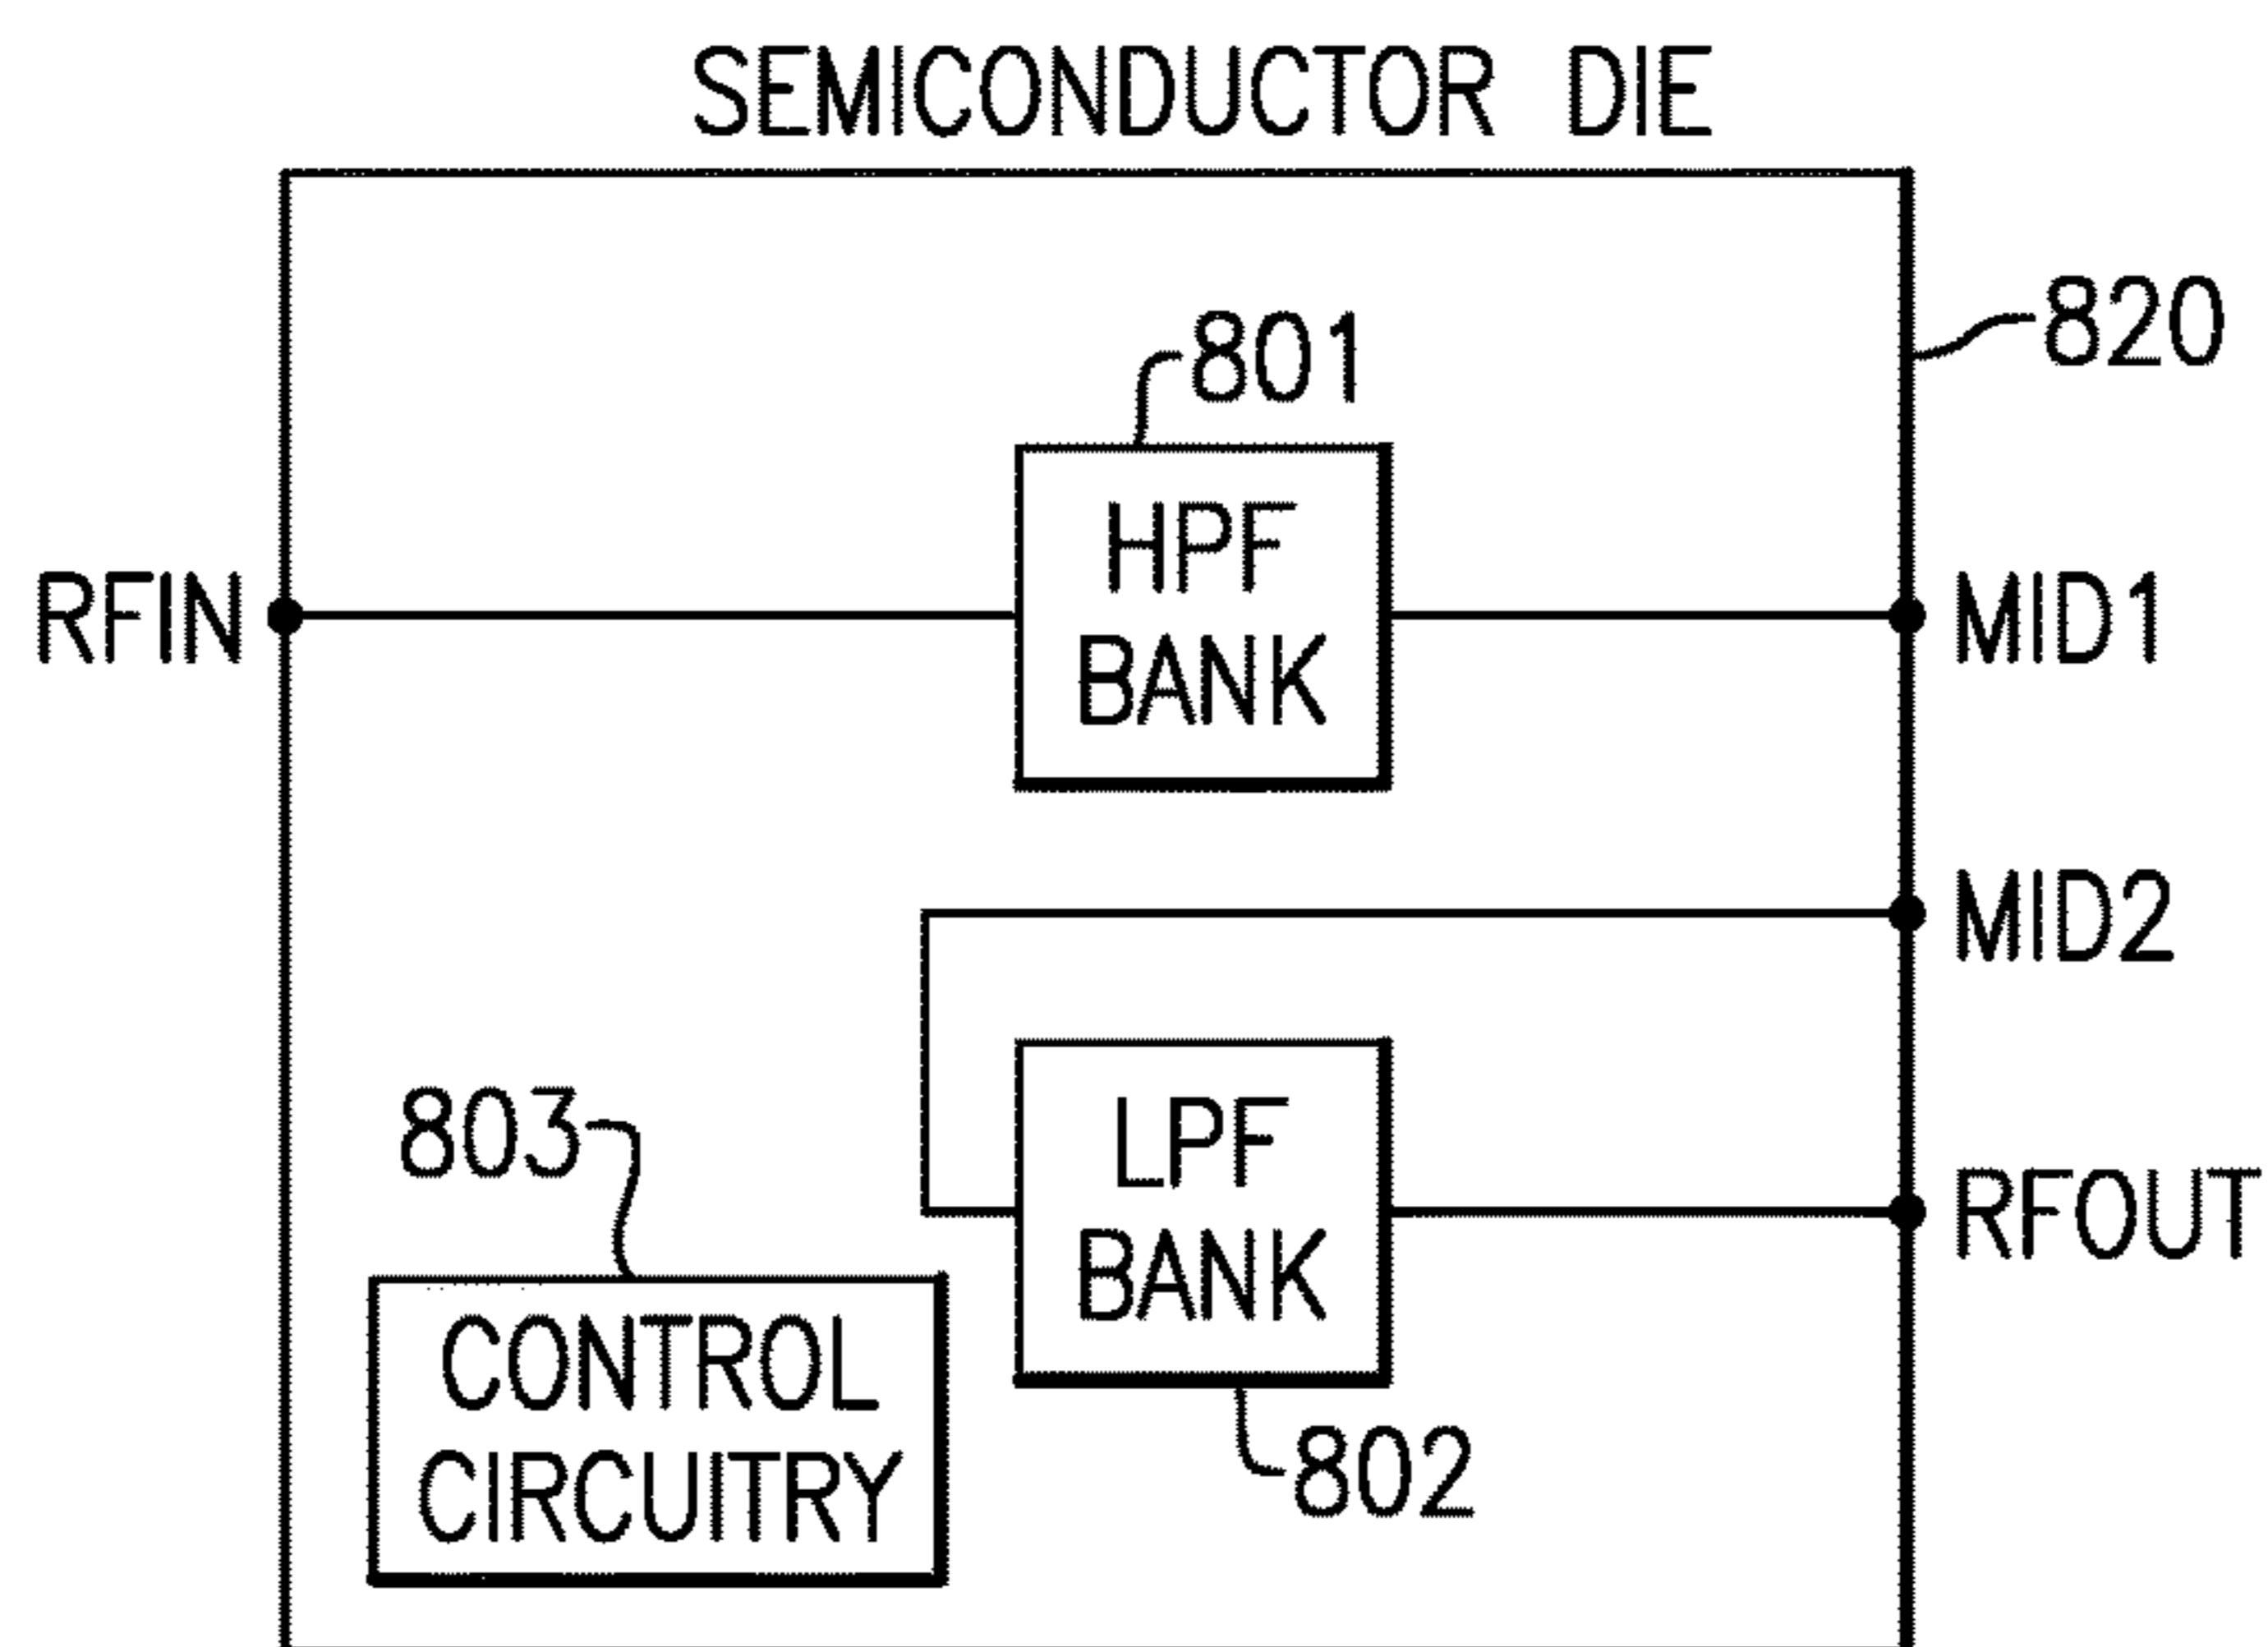 SEMICONDUCTOR DIE
820
801
HPF
BANK
RFIN
MID1
MID2
803
LPF
BANK
RFOUT
CONTROL
CIRCUITRY
802